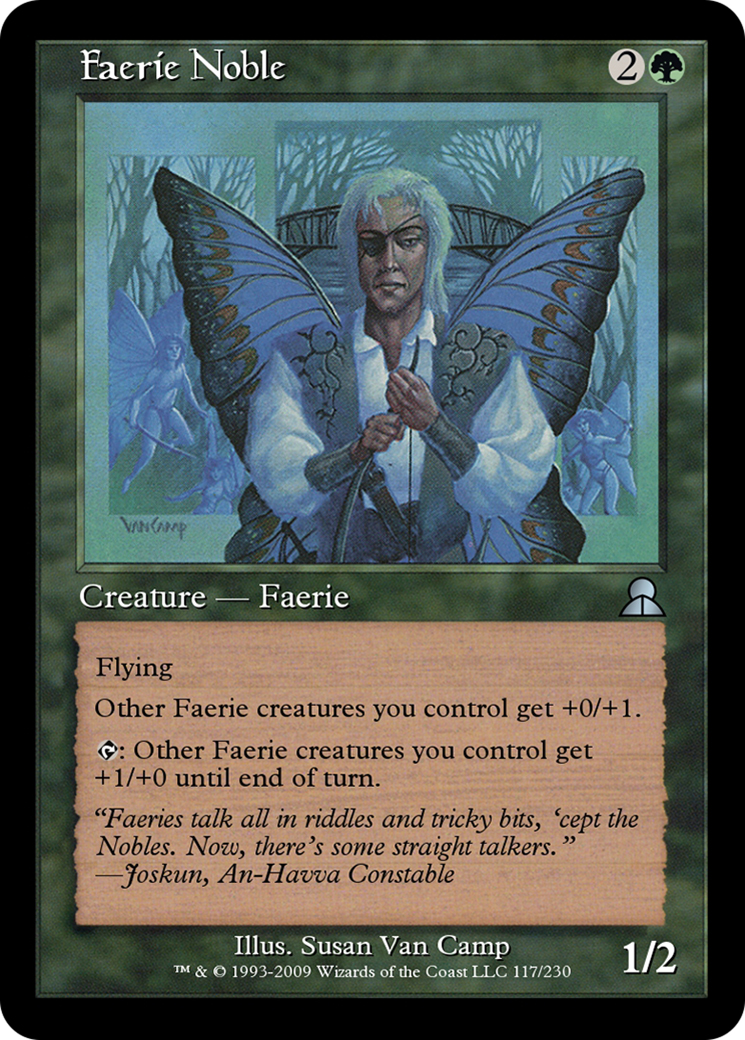 Faerie Noble 2
VANCAMP
Creature — Faerie
Flying
Other Faerie creatures you control get +0/+1.
: Other Faerie creatures you control get
+1/+0 until end of turn.
“Faeries talk all in riddles and tricky bits, ‘cept the
Nobles. Now, there’s some straight talkers.”
—Joskun, An-Havva Constable
Illus. Susan Van Camp
™ & © 1993-2009 Wizards of the Coast LLC 117/230
1/2